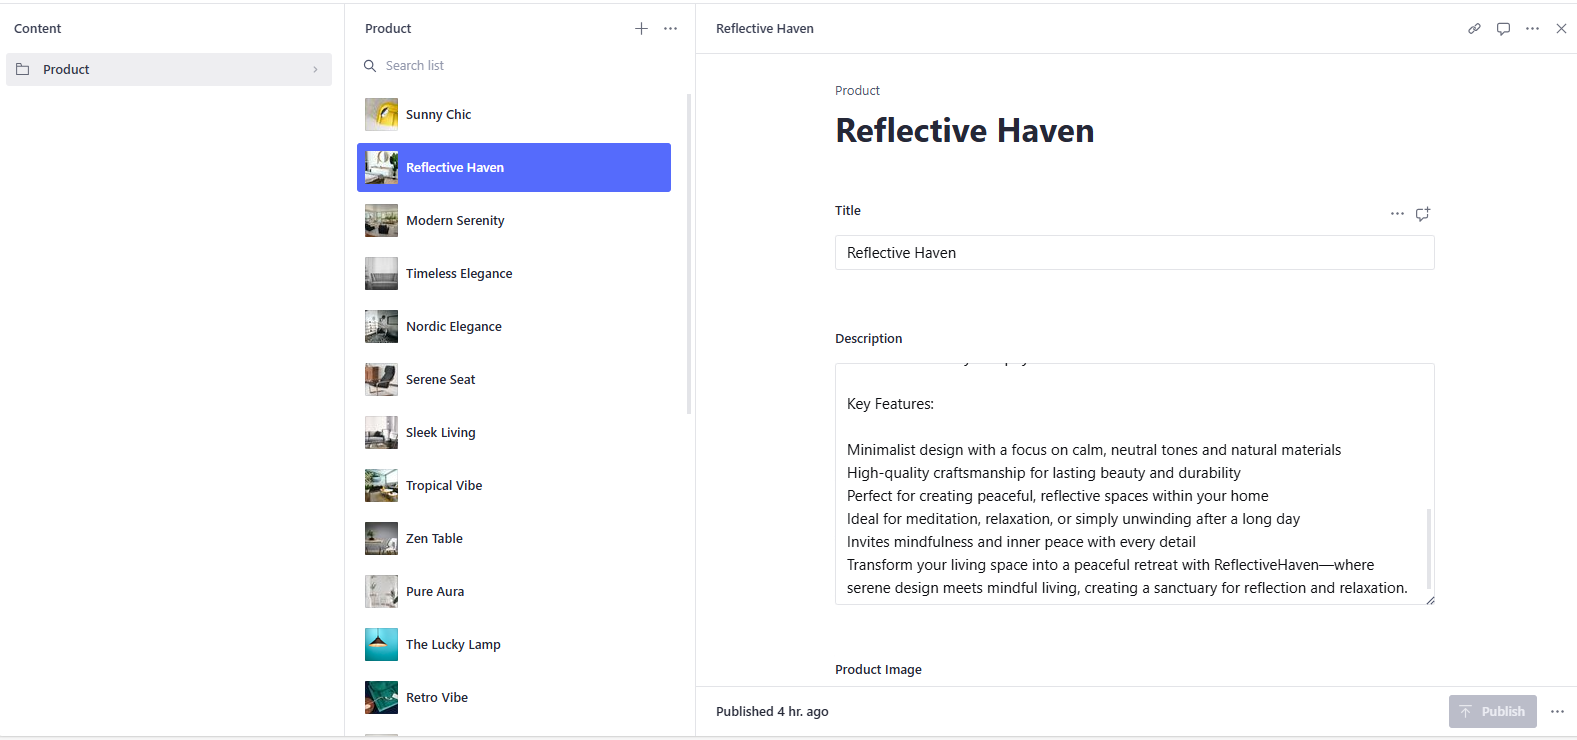 Content
Product
Product
Search list
Sunny Chic
Reflective Haven
Modern Serenity
Timeless Elegance
Nordic Elegance
Serene Seat
Sleek Living
Tropical Vibe
Zen Table
Pure Aura
The Lucky Lamp
Retro Vibe
Reflective Haven
Product
Reflective Haven
Title
Reflective Haven
Description
Key Features:
Minimalist design with a focus on calm, neutral tones and natural materials
High-quality craftsmanship for lasting beauty and durability
Perfect for creating peaceful, reflective spaces within your home
Ideal for meditation, relaxation, or simply unwinding after a long day
Invites mindfulness and inner peace with every detail
Transform your living space into a peaceful retreat with ReflectiveHaven—where
serene design meets mindful living, creating a sanctuary for reflection and relaxation.
Product Image
Published 4 hr. ago
Publish